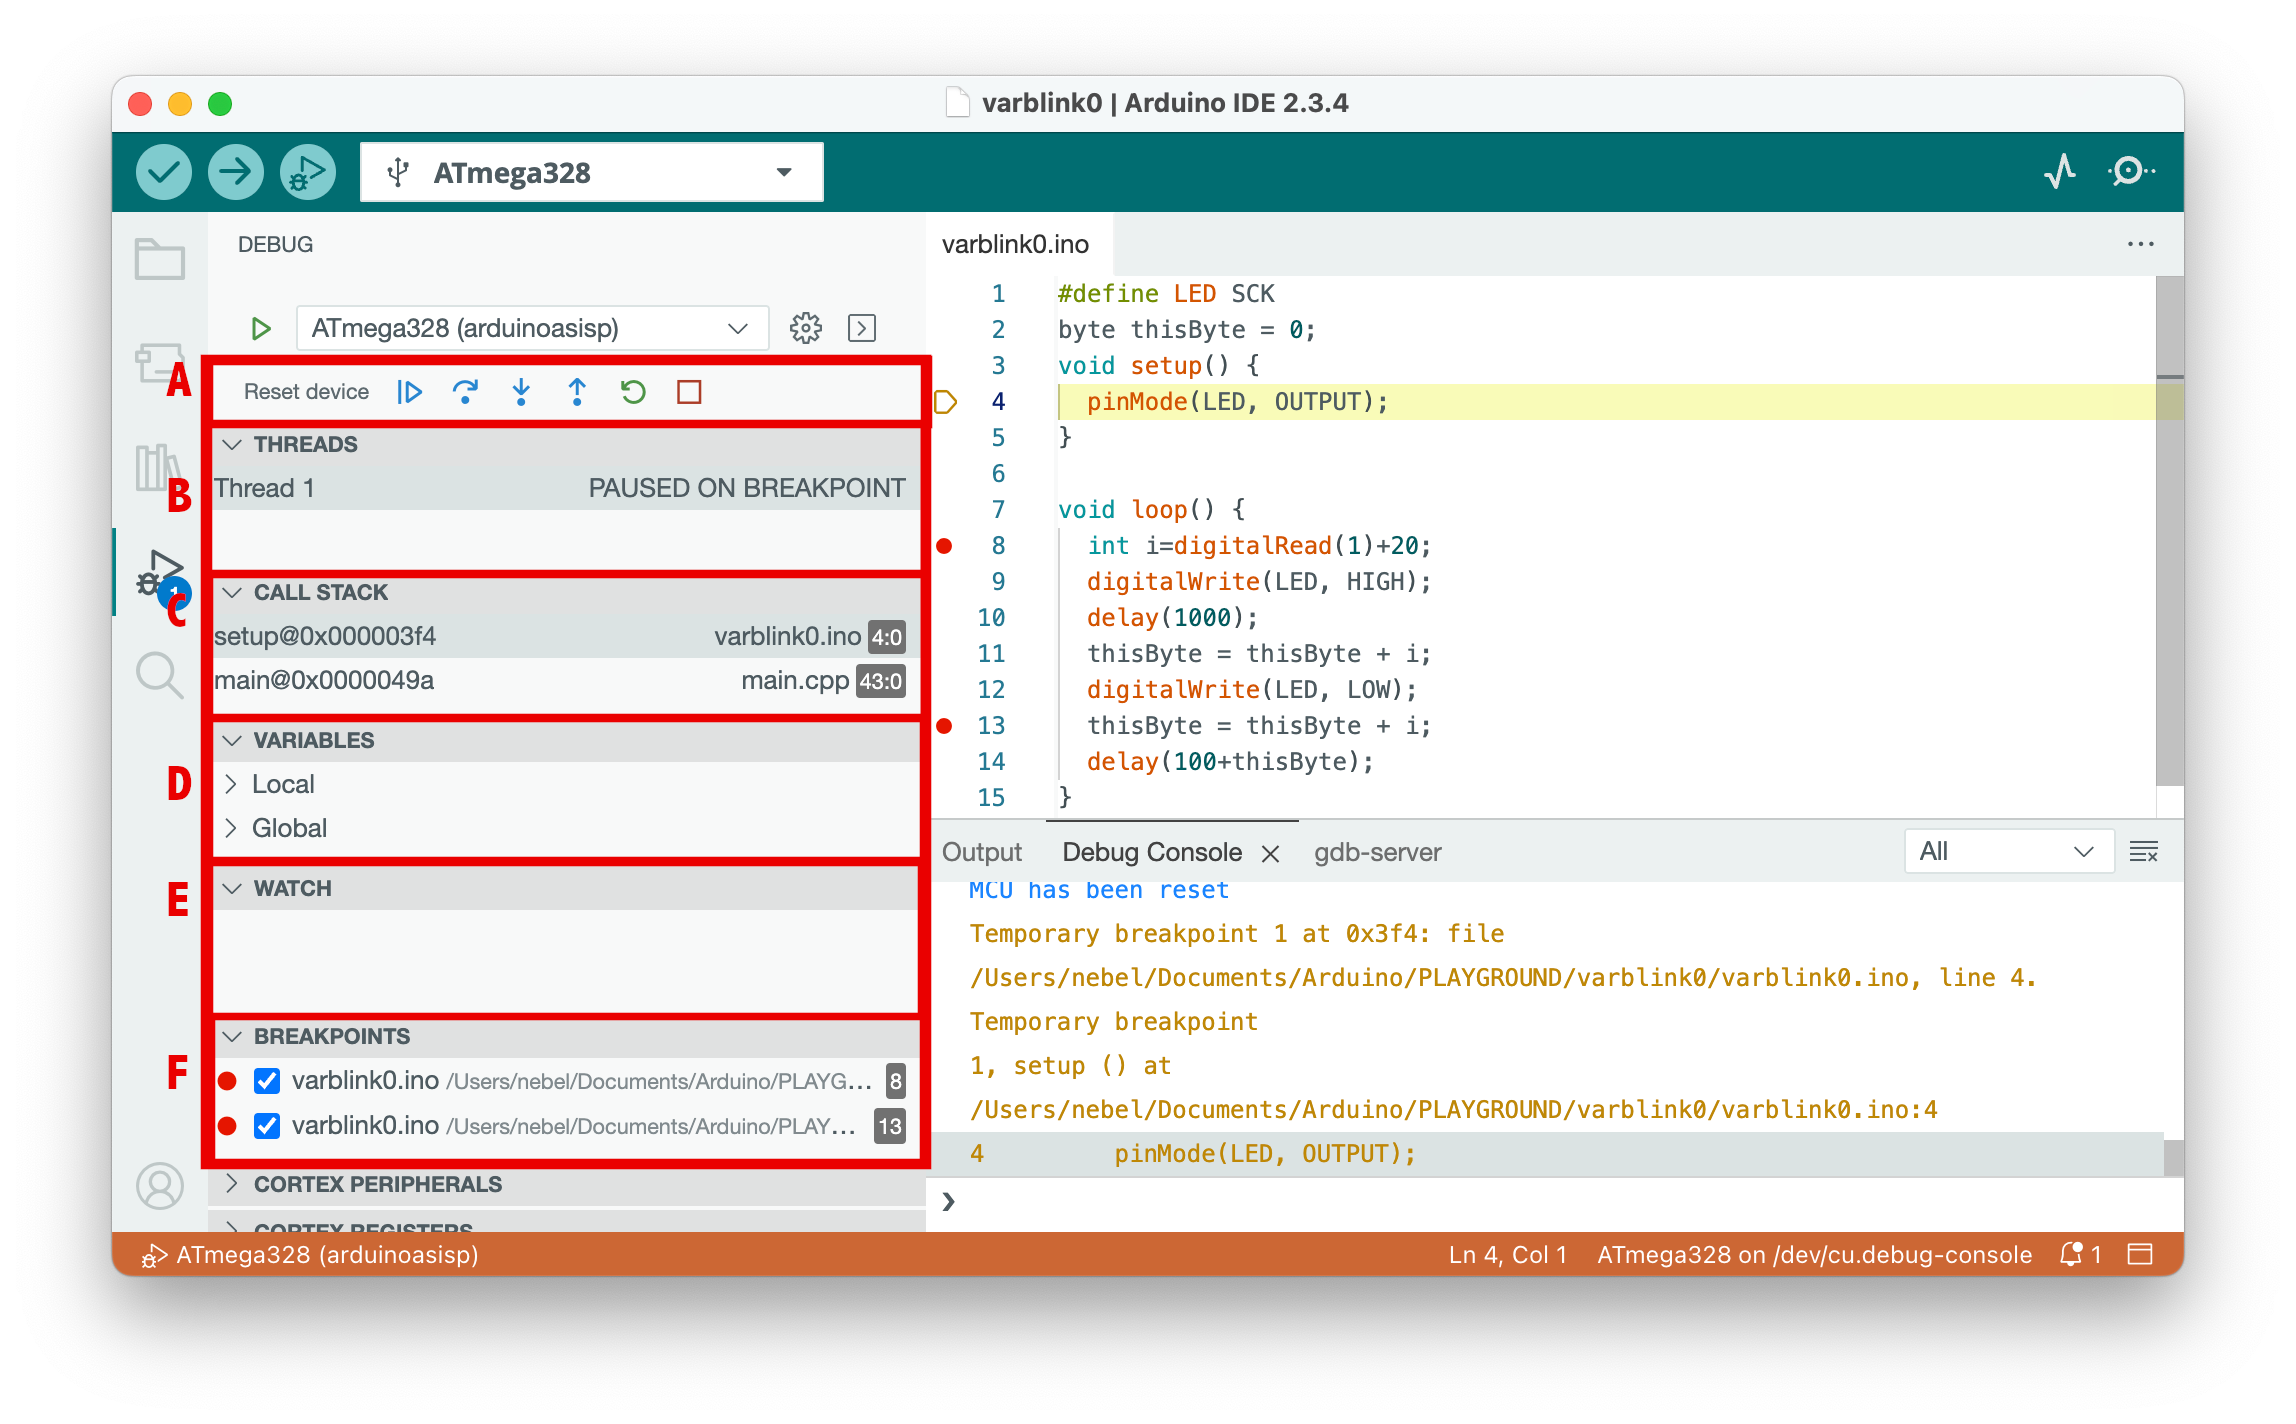 varblink0 | Arduino IDE 2.3.4
ATmega328
DEBUG
ATmega328 (arduinoasisp)
A
Reset device
B
THREADS
Thread 1 PAUSED ON BREAKPOINT
C
CALL STACK
setup@0x000003f4 varblink0.ino 4:0
main@0x0000049a main.cpp 43:0
D
VARIABLES
Local
Global
E
WATCH
F
BREAKPOINTS
varblink0.ino /Users/nebel/Documents/Arduino/PLAYG... 8
varblink0.ino /Users/nebel/Documents/Arduino/PLAY... 13
CORTEX PERIPHERALS
CORTEX REGISTERS
varblink0.ino
1 #define LED SCK
2 byte thisByte = 0;
3 void setup() {
4 pinMode(LED, OUTPUT);
5 }
6
7 void loop() {
8 int i=digitalRead(1)+20;
9 digitalWrite(LED, HIGH);
10 delay(1000);
11 thisByte = thisByte + i;
12 digitalWrite(LED, LOW);
13 thisByte = thisByte + i;
14 delay(100+thisByte);
15 }
Output Debug Console gdb-server All
MCU has been reset
Temporary breakpoint 1 at 0x3f4: file
/Users/nebel/Documents/Arduino/PLAYGROUND/varblink0/varblink0.ino, line 4.
Temporary breakpoint
1, setup () at
/Users/nebel/Documents/Arduino/PLAYGROUND/varblink0/varblink0.ino:4
4 pinMode(LED, OUTPUT);
ATmega328 (arduinoasisp) Ln 4, Col 1 ATmega328 on /dev/cu.debug-console 1